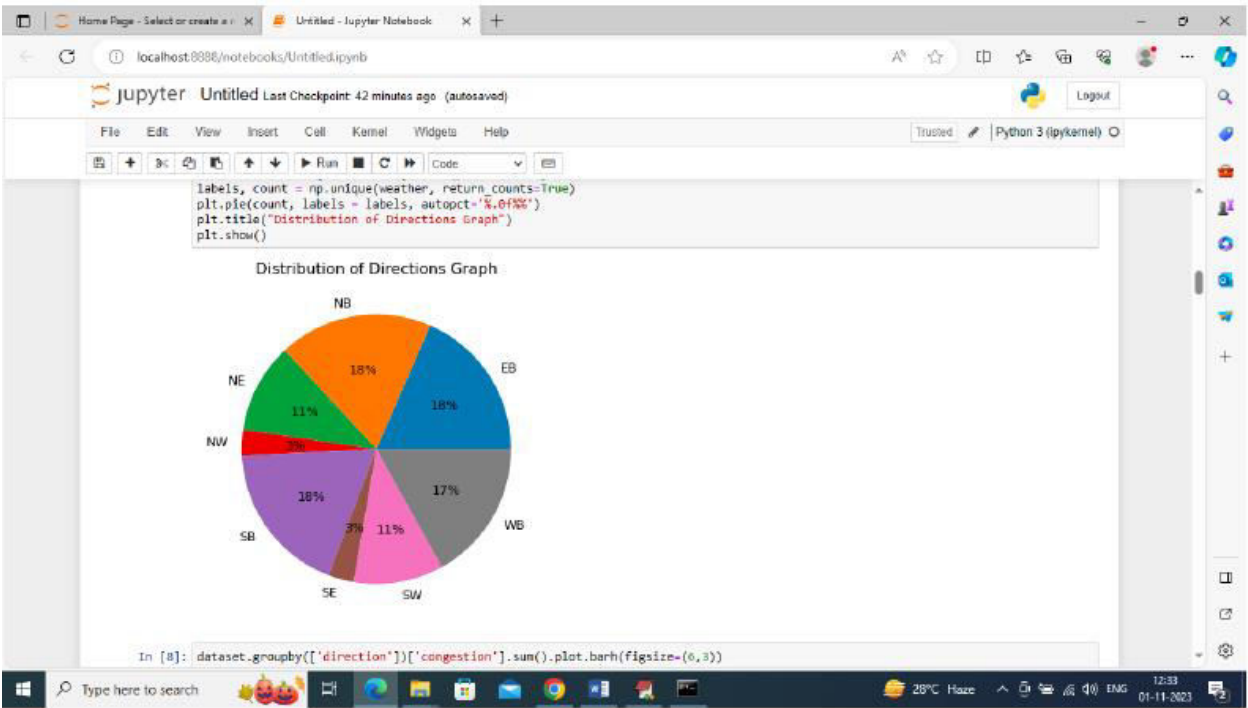 Home Page - Select or create a n
Untitled - Jupyter Notebook
localhost:8888/notebooks/Untitled.ipynb
jupyter Untitled Last Checkpoint: 42 minutes ago (autosaved)
Logout
File Edit View Insert Cell Kernel Widgets Help
Trusted Python 3 (ipykernel)
Run Code
labels, count = np.unique(weather, return_counts=True)
plt.pie(count, labels = labels, autopct='%.0f%%')
plt.title("Distribution of Directions Graph")
plt.show()
Distribution of Directions Graph
NB
EB
18%
NE
18%
11%
NW
3%
17%
18%
WB
3% 11%
SB
SE
SW
In [8]: dataset.groupby(['direction'])['congestion'].sum().plot.barh(figsize=(6,3))
Type here to search
28°C Haze
ENG
12:33
01-11-2023